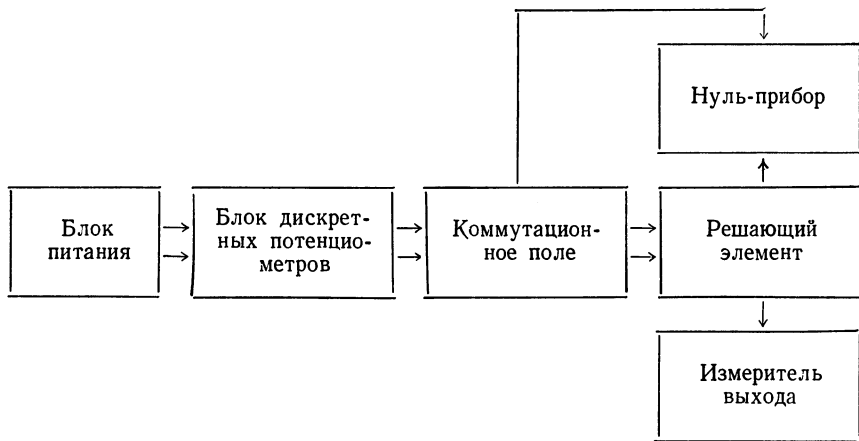 Нуль-прибор
Блок
питания
Блок дискрет-
ных потенцио-
метров
Коммутацион-
ное поле
Решающий
элемент
Измеритель
выхода